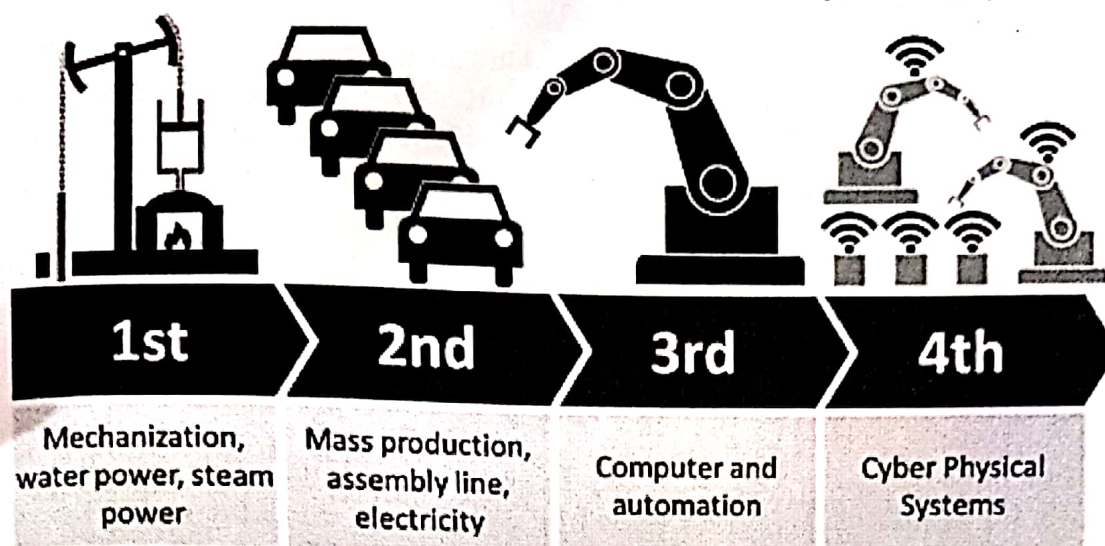 1st
2nd
3rd
4th
Mechanization,
water power, steam
power
Mass production,
assembly line,
electricity
Computer and
automation
Cyber Physical
Systems